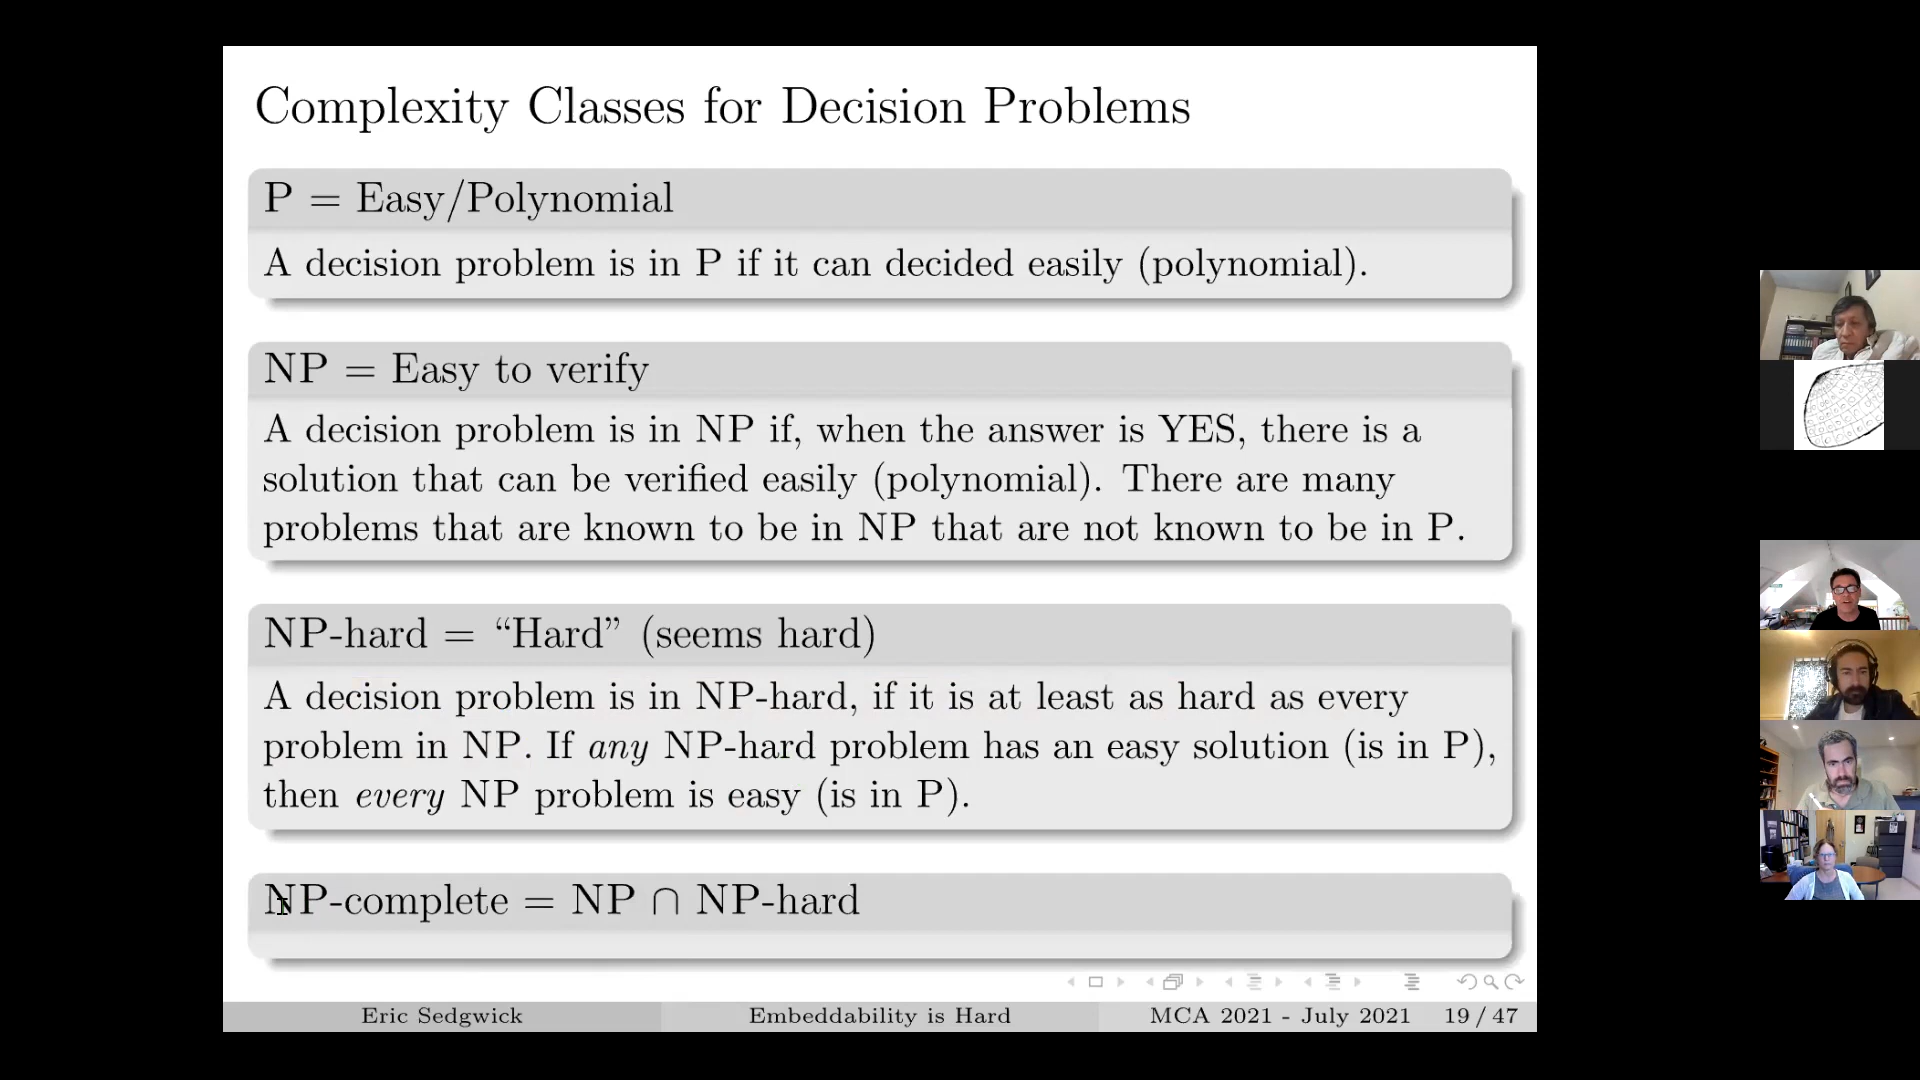 Complexity Classes for Decision Problems
P = Easy/Polynomial
A decision problem is in P if it can decided easily (polynomial).
NP = Easy to verify
A decision problem is in NP if, when the answer is YES, there is a
solution that can be verified easily (polynomial). There are many
problems that are known to be in NP that are not known to be in P.
NP-hard = “Hard” (seems hard)
A decision problem is in NP-hard, if it is at least as hard as every
problem in NP. If any NP-hard problem has an easy solution (is in P),
then every NP problem is easy (is in P).
NP-complete = NP ∩ NP-hard
Eric Sedgwick Embeddability is Hard MCA 2021 - July 2021 19 / 47